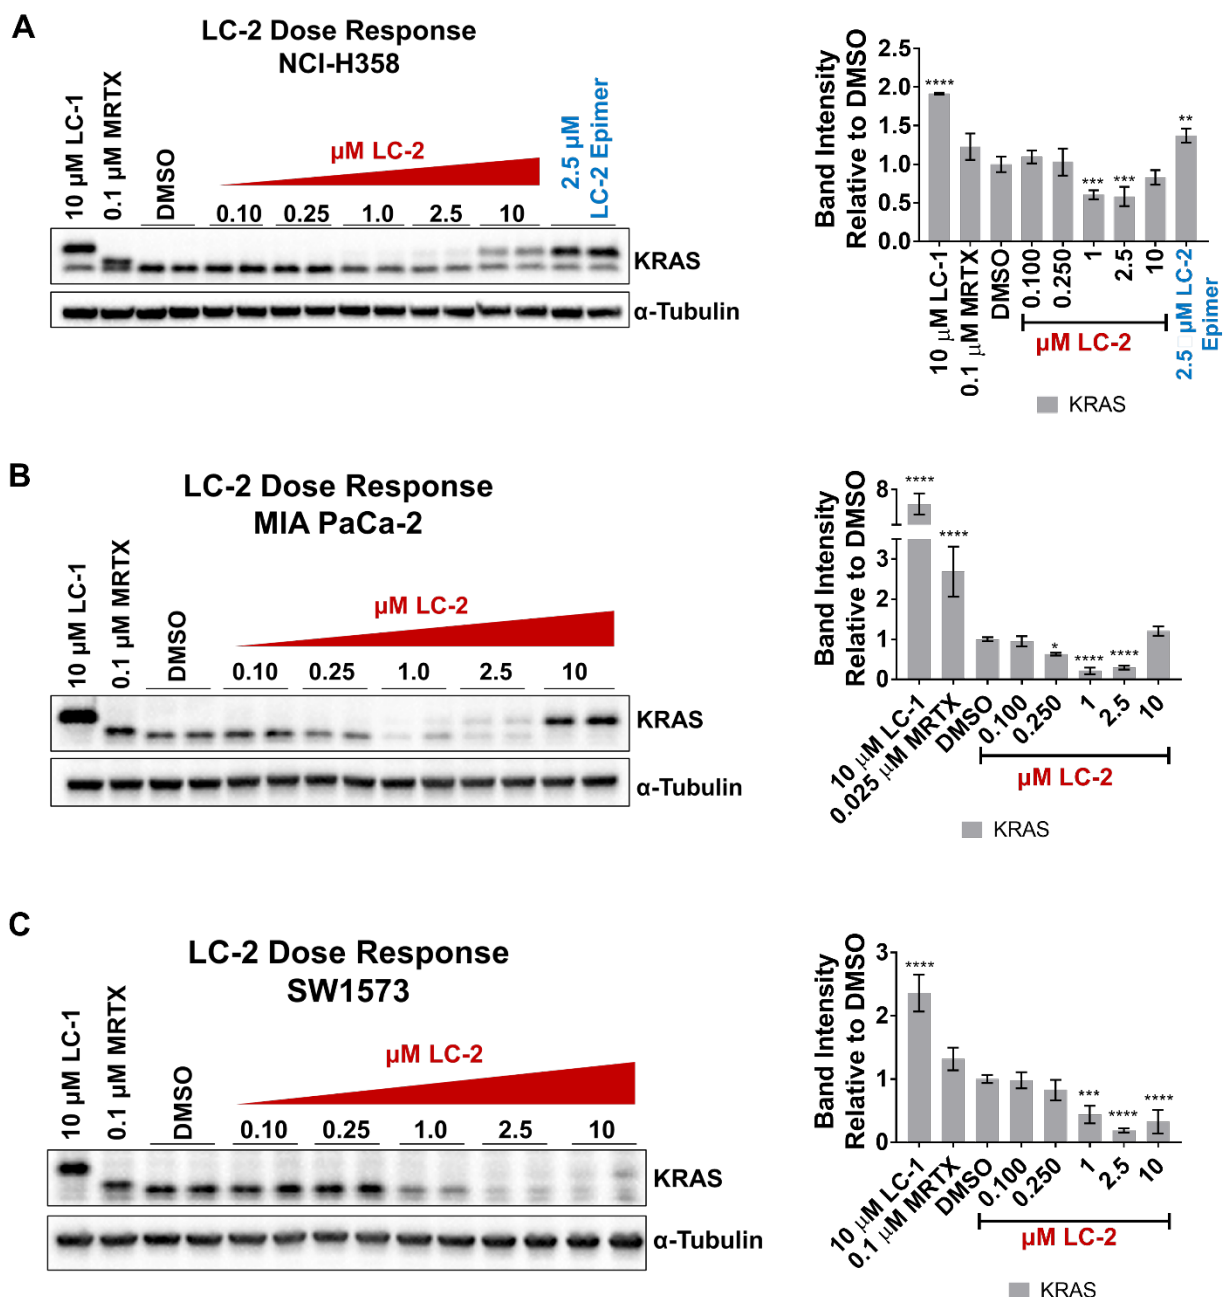 A
LC-2 Dose Response
NCI-H358
10 µM LC-1
0.1 µM MRTX
DMSO
µM LC-2
2.5 µM
LC-2 Epimer
0.10 0.25 1.0 2.5 10
KRAS
α-Tubulin
Band Intensity
Relative to DMSO
2.5
2.0
1.5
1.0
0.5
0.0
**** *** *** **
10 µM LC-1
0.1 µM MRTX
DMSO
0.100
0.250
1
2.5
10
2.5 □µM LC-2
Epimer
µM LC-2
KRAS
B
LC-2 Dose Response
MIA PaCa-2
10 µM LC-1
0.1 µM MRTX
DMSO
µM LC-2
0.10 0.25 1.0 2.5 10
KRAS
α-Tubulin
Band Intensity
Relative to DMSO
8
3
2
1
0
**** **** * **** ****
10 µM LC-1
0.025 µM MRTX
DMSO
0.100
0.250
1
2.5
10
µM LC-2
KRAS
C
LC-2 Dose Response
SW1573
10 µM LC-1
0.1 µM MRTX
DMSO
µM LC-2
0.10 0.25 1.0 2.5 10
KRAS
α-Tubulin
Band Intensity
Relative to DMSO
3
2
1
0
**** *** **** ****
10 µM LC-1
0.1 µM MRTX
DMSO
0.100
0.250
1
2.5
10
µM LC-2
KRAS